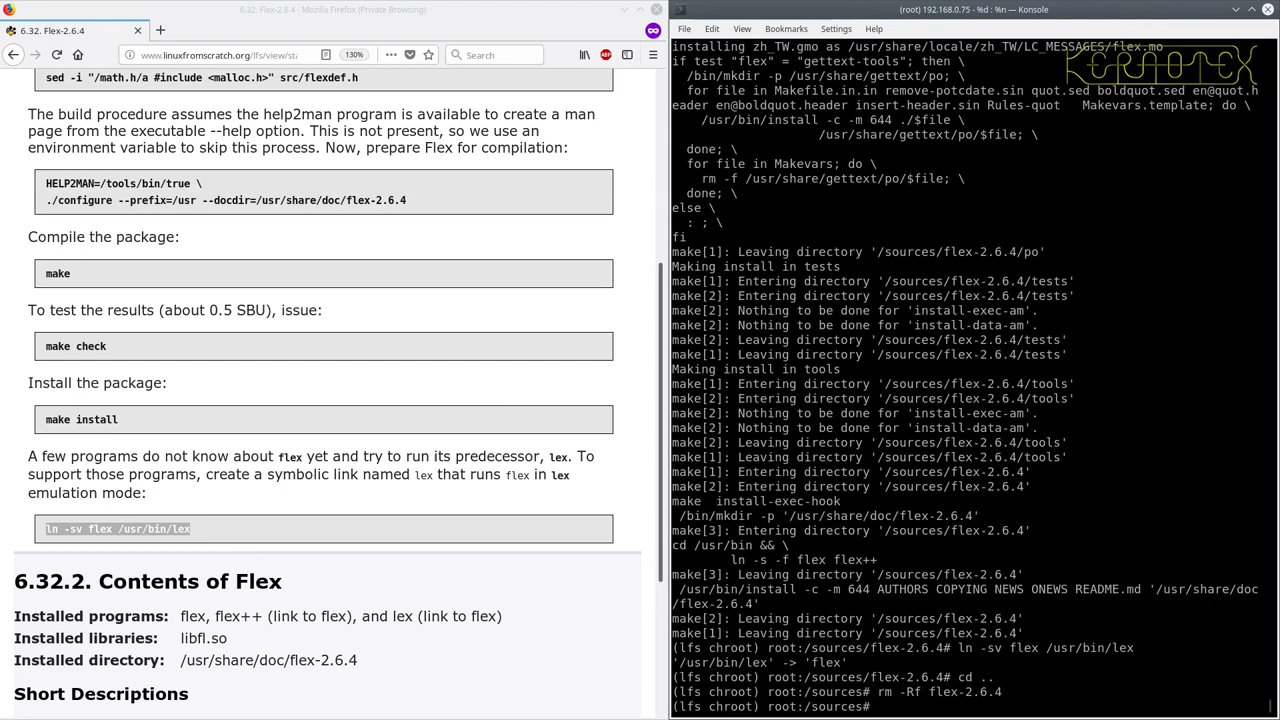 6.32. Flex-2.6.4 - Mozilla Firefox (Private Browsing)
6.32. Flex-2.6.4
www.linuxfromscratch.org/lfs/view/sta
130%
Search
sed -i "/math.h/a #include <malloc.h>" src/flexdef.h
The build procedure assumes the help2man program is available to create a man
page from the executable --help option. This is not present, so we use an
environment variable to skip this process. Now, prepare Flex for compilation:
HELP2MAN=/tools/bin/true \
./configure --prefix=/usr --docdir=/usr/share/doc/flex-2.6.4
Compile the package:
make
To test the results (about 0.5 SBU), issue:
make check
Install the package:
make install
A few programs do not know about flex yet and try to run its predecessor, lex. To
support those programs, create a symbolic link named lex that runs flex in lex
emulation mode:
ln -sv flex /usr/bin/lex
6.32.2. Contents of Flex
Installed programs: flex, flex++ (link to flex), and lex (link to flex)
Installed libraries: libfl.so
Installed directory: /usr/share/doc/flex-2.6.4
Short Descriptions
(root) 192.168.0.75 - %d : %n — Konsole
File Edit View Bookmarks Settings Help
KERNOTEX
installing zh_TW.gmo as /usr/share/locale/zh_TW/LC_MESSAGES/flex.mo
if test "flex" = "gettext-tools"; then \
/bin/mkdir -p /usr/share/gettext/po; \
for file in Makefile.in.in remove-potcdate.sin quot.sed boldquot.sed en@quot.h
eader en@boldquot.header insert-header.sin Rules-quot Makevars.template; do \
/usr/bin/install -c -m 644 ./$file \
/usr/share/gettext/po/$file; \
done; \
for file in Makevars; do \
rm -f /usr/share/gettext/po/$file; \
done; \
else \
: ; \
fi
make[1]: Leaving directory '/sources/flex-2.6.4/po'
Making install in tests
make[1]: Entering directory '/sources/flex-2.6.4/tests'
make[2]: Entering directory '/sources/flex-2.6.4/tests'
make[2]: Nothing to be done for 'install-exec-am'.
make[2]: Nothing to be done for 'install-data-am'.
make[2]: Leaving directory '/sources/flex-2.6.4/tests'
make[1]: Leaving directory '/sources/flex-2.6.4/tests'
Making install in tools
make[1]: Entering directory '/sources/flex-2.6.4/tools'
make[2]: Entering directory '/sources/flex-2.6.4/tools'
make[2]: Nothing to be done for 'install-exec-am'.
make[2]: Nothing to be done for 'install-data-am'.
make[2]: Leaving directory '/sources/flex-2.6.4/tools'
make[1]: Leaving directory '/sources/flex-2.6.4/tools'
make[1]: Entering directory '/sources/flex-2.6.4'
make[2]: Entering directory '/sources/flex-2.6.4'
make  install-exec-hook
/bin/mkdir -p '/usr/share/doc/flex-2.6.4'
make[3]: Entering directory '/sources/flex-2.6.4'
cd /usr/bin && \
ln -s -f flex flex++
make[3]: Leaving directory '/sources/flex-2.6.4'
/usr/bin/install -c -m 644 AUTHORS COPYING NEWS ONEWS README.md '/usr/share/doc
/flex-2.6.4'
make[2]: Leaving directory '/sources/flex-2.6.4'
make[1]: Leaving directory '/sources/flex-2.6.4'
(lfs chroot) root:/sources/flex-2.6.4# ln -sv flex /usr/bin/lex
'/usr/bin/lex' -> 'flex'
(lfs chroot) root:/sources/flex-2.6.4# cd ..
(lfs chroot) root:/sources# rm -Rf flex-2.6.4
(lfs chroot) root:/sources#